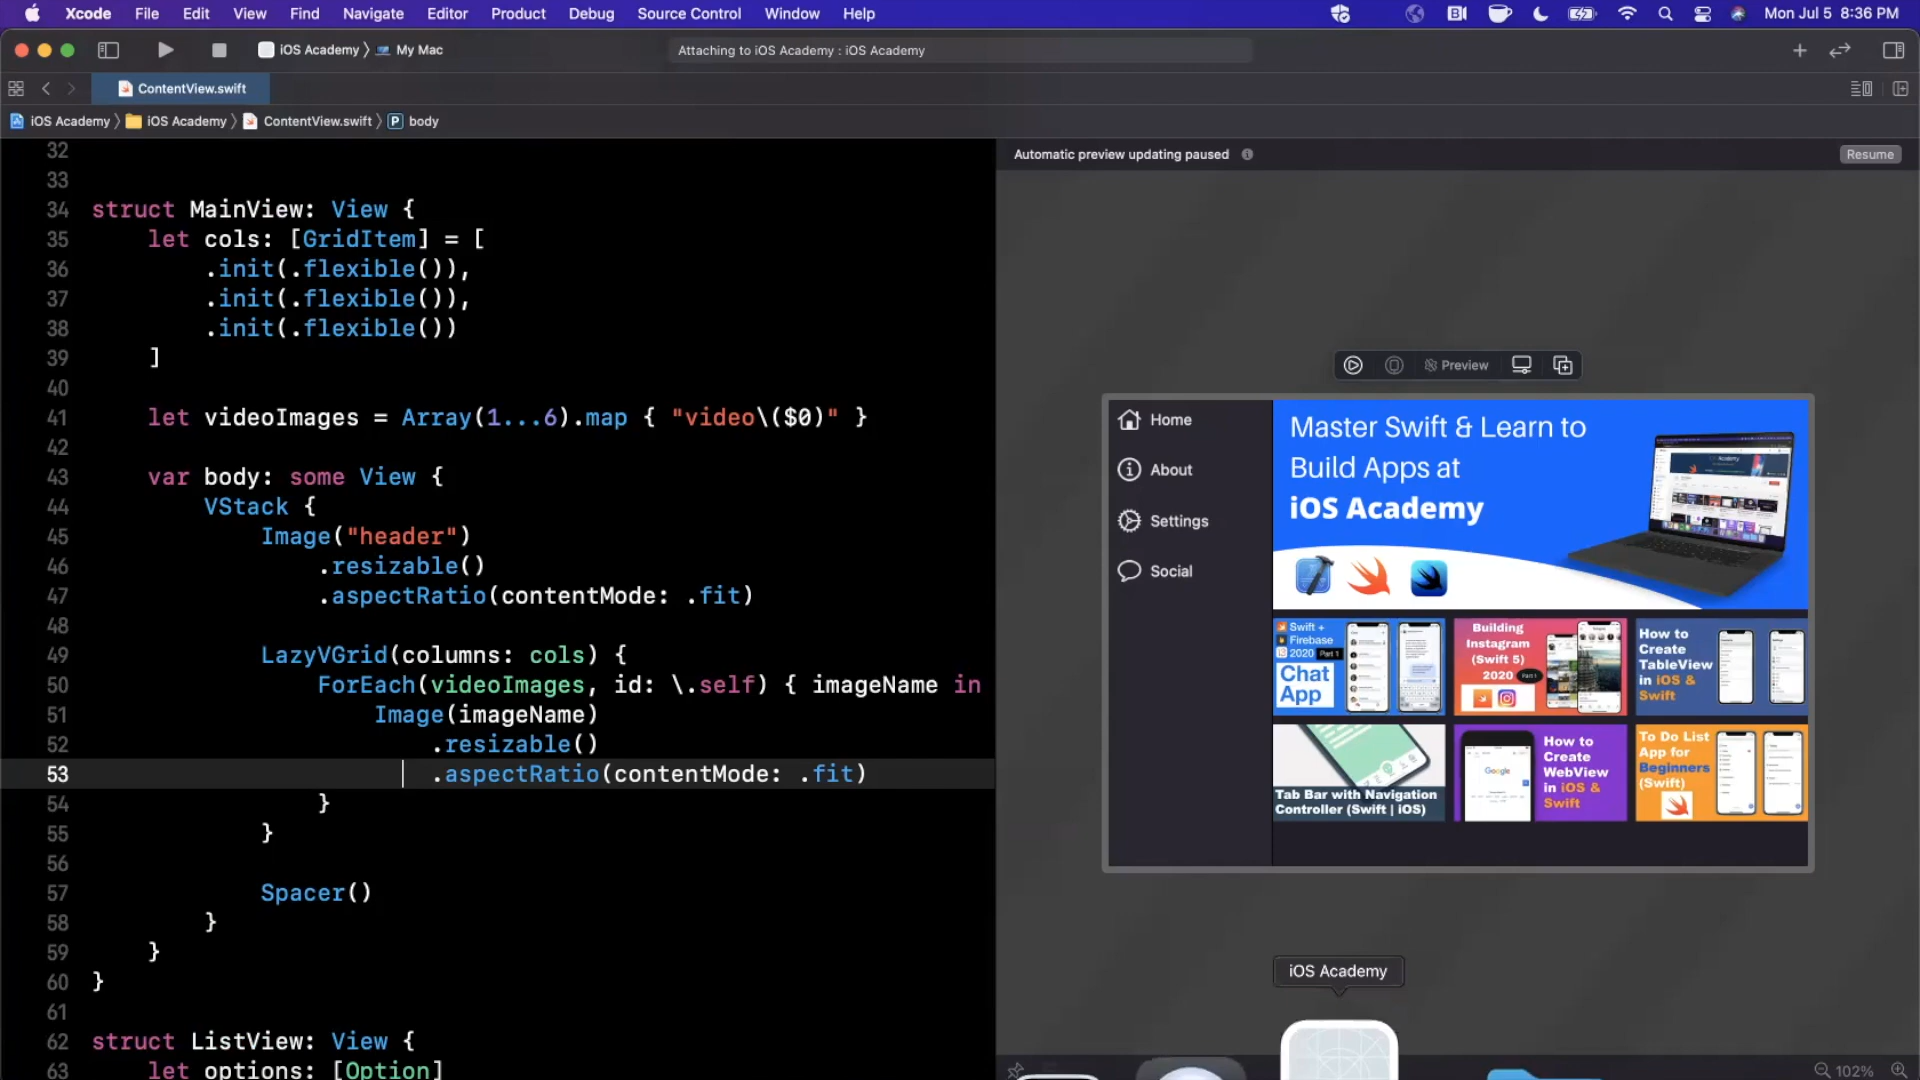 Xcode File Edit View Find Navigate Editor Product Debug Source Control Window Help Mon Jul 5 8:36 PM
iOS Academy 〉 My Mac
Attaching to iOS Academy : iOS Academy
ContentView.swift
iOS Academy 〉 iOS Academy 〉 ContentView.swift 〉 P body
32
33
34 struct MainView: View {
35 let cols: [GridItem] = [
36 .init(.flexible()),
37 .init(.flexible()),
38 .init(.flexible())
39 ]
40
41 let videoImages = Array(1...6).map { "video\($0)" }
42
43 var body: some View {
44 VStack {
45 Image("header")
46 .resizable()
47 .aspectRatio(contentMode: .fit)
48
49 LazyVGrid(columns: cols) {
50 ForEach(videoImages, id: \.self) { imageName in
51 Image(imageName)
52 .resizable()
53 .aspectRatio(contentMode: .fit)
54 }
55 }
56
57 Spacer()
58 }
59 }
60 }
61
62 struct ListView: View {
63 let options: [Option]
Automatic preview updating paused
Resume
Preview
Home
About
Settings
Social
Master Swift & Learn to
Build Apps at
iOS Academy
Swift +
Firebase
2020 Part 1
Chat
App
Building
Instagram
(Swift 5)
2020 Part 1
How to
Create
TableView
in iOS &
Swift
Tab Bar with Navigation
Controller (Swift | iOS)
Google
How to
Create
WebView
in iOS &
Swift
To Do List
App for
Beginners
(Swift)
iOS Academy
102%